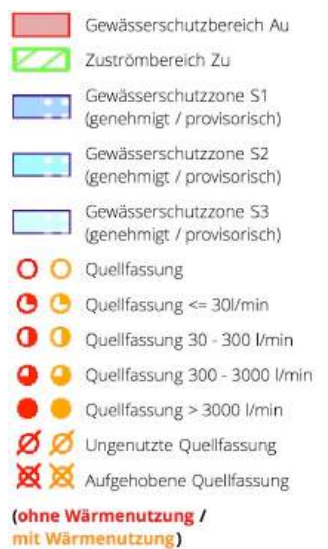 Gewässerschutzbereich Au
Zuströmbereich Zu
Gewässerschutzzone S1
(genehmigt / provisorisch)
Gewässerschutzzone S2
(genehmigt / provisorisch)
Gewässerschutzzone S3
(genehmigt / provisorisch)
Quellfassung
Quellfassung <= 30l/min
Quellfassung 30 - 300 l/min
Quellfassung 300 - 3000 l/min
Quellfassung > 3000 l/min
Ungenutzte Quellfassung
Aufgehobene Quellfassung
(ohne Wärmenutzung /
mit Wärmenutzung)